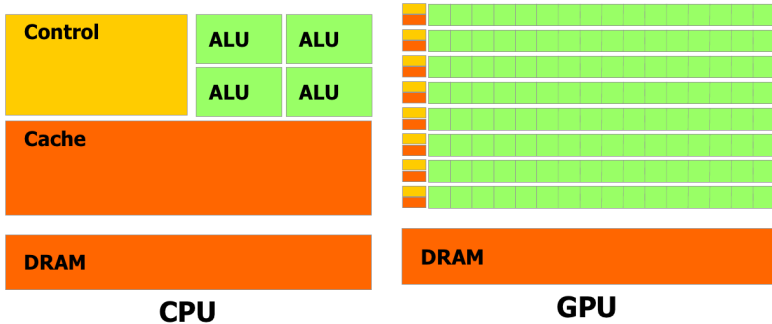 Control
ALU ALU
ALU ALU
Cache
DRAM
CPU
DRAM
GPU